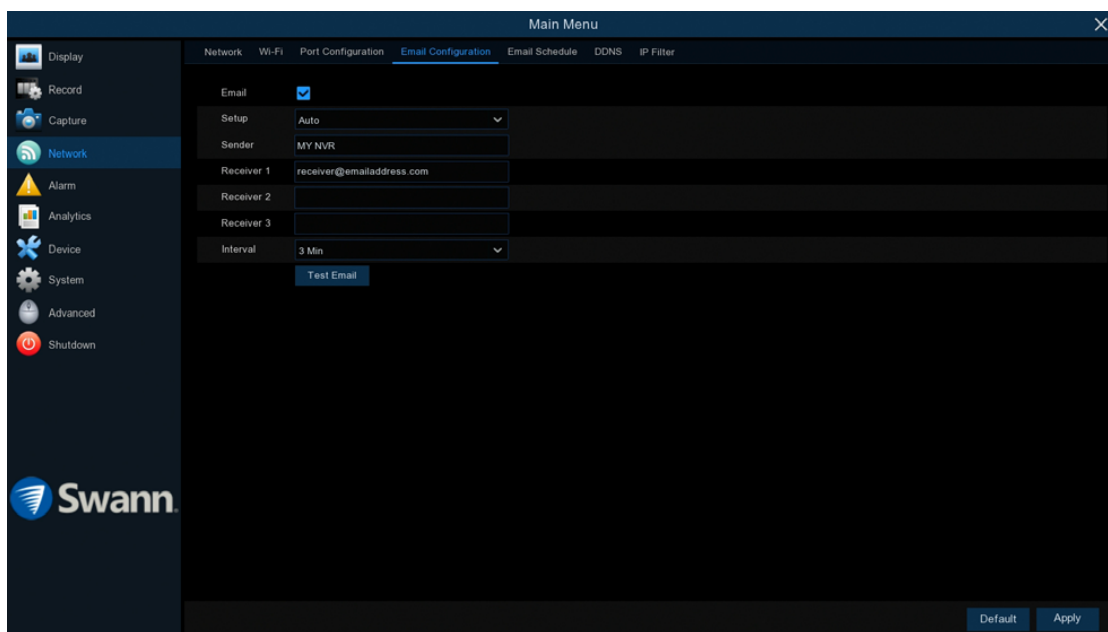 Main Menu
Display
Record
Capture
Network
Alarm
Analytics
Device
System
Advanced
Shutdown
Swann
Network Wi-Fi Port Configuration Email Configuration Email Schedule DDNS IP Filter
Email
Setup Auto
Sender MY NVR
Receiver 1 receiver@emailaddress.com
Receiver 2
Receiver 3
Interval 3 Min
Test Email
Default Apply